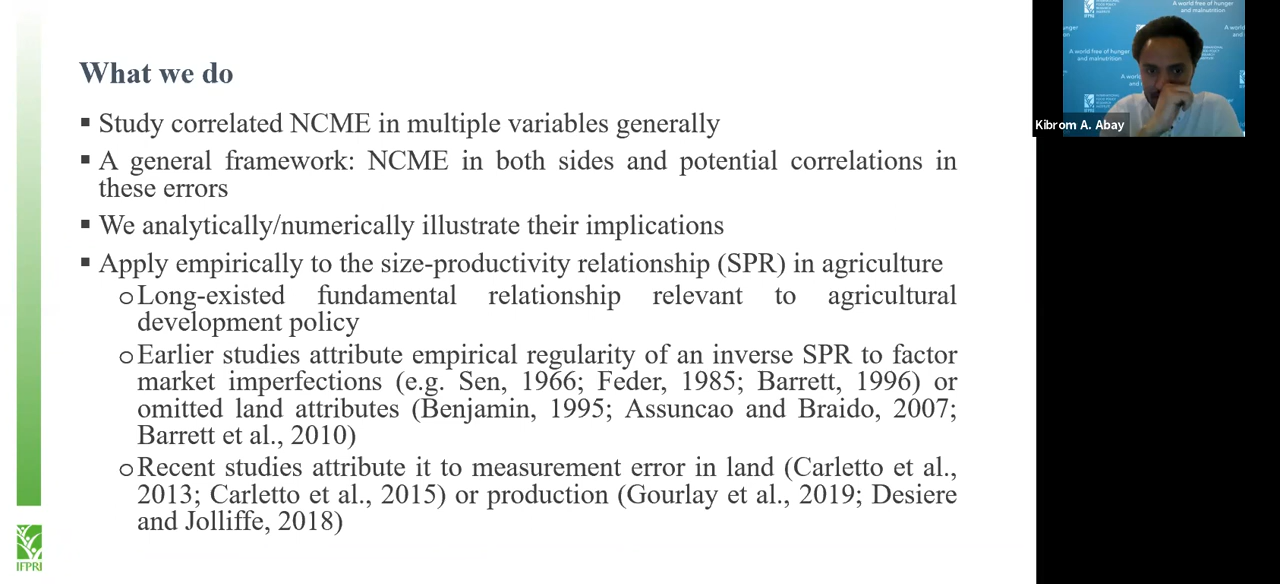 What we do
▪ Study correlated NCME in multiple variables generally
▪ A general framework: NCME in both sides and potential correlations in
these errors
▪ We analytically/numerically illustrate their implications
▪ Apply empirically to the size-productivity relationship (SPR) in agriculture
o Long-existed fundamental relationship relevant to agricultural
development policy
o Earlier studies attribute empirical regularity of an inverse SPR to factor
market imperfections (e.g. Sen, 1966; Feder, 1985; Barrett, 1996) or
omitted land attributes (Benjamin, 1995; Assuncao and Braido, 2007;
Barrett et al., 2010)
o Recent studies attribute it to measurement error in land (Carletto et al.,
2013; Carletto et al., 2015) or production (Gourlay et al., 2019; Desiere
and Jolliffe, 2018)
IFPRI
A world free of hunger
and malnutrition
A world free of hunger
and malnutrition
Kibrom A. Abay